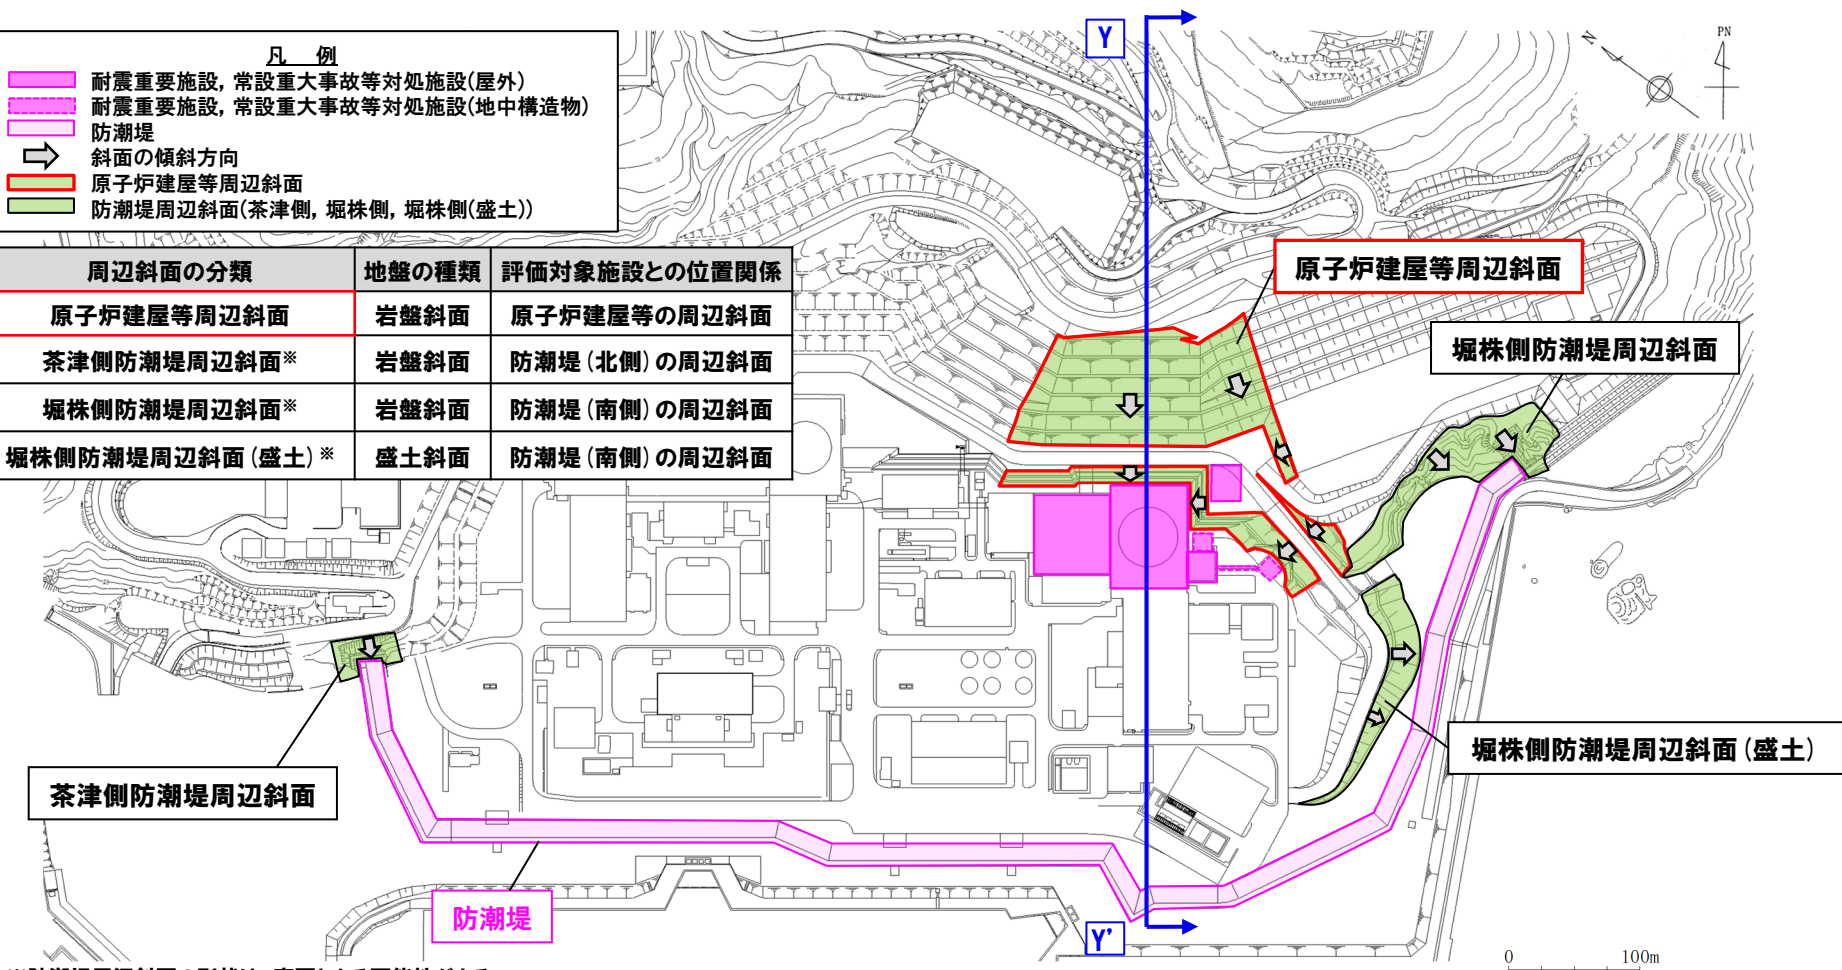 凡 例
耐震重要施設, 常設重大事故等対処施設(屋外)
耐震重要施設, 常設重大事故等対処施設(地中構造物)
防潮堤
斜面の傾斜方向
原子炉建屋等周辺斜面
防潮堤周辺斜面(茶津側, 堀株側, 堀株側(盛土))
周辺斜面の分類 地盤の種類 評価対象施設との位置関係
原子炉建屋等周辺斜面 岩盤斜面 原子炉建屋等の周辺斜面
茶津側防潮堤周辺斜面※ 岩盤斜面 防潮堤(北側)の周辺斜面
堀株側防潮堤周辺斜面※ 岩盤斜面 防潮堤(南側)の周辺斜面
堀株側防潮堤周辺斜面(盛土)※ 盛土斜面 防潮堤(南側)の周辺斜面
Y
N
PN
原子炉建屋等周辺斜面
堀株側防潮堤周辺斜面
堀株側防潮堤周辺斜面(盛土)
茶津側防潮堤周辺斜面
防潮堤
Y'
0 100m